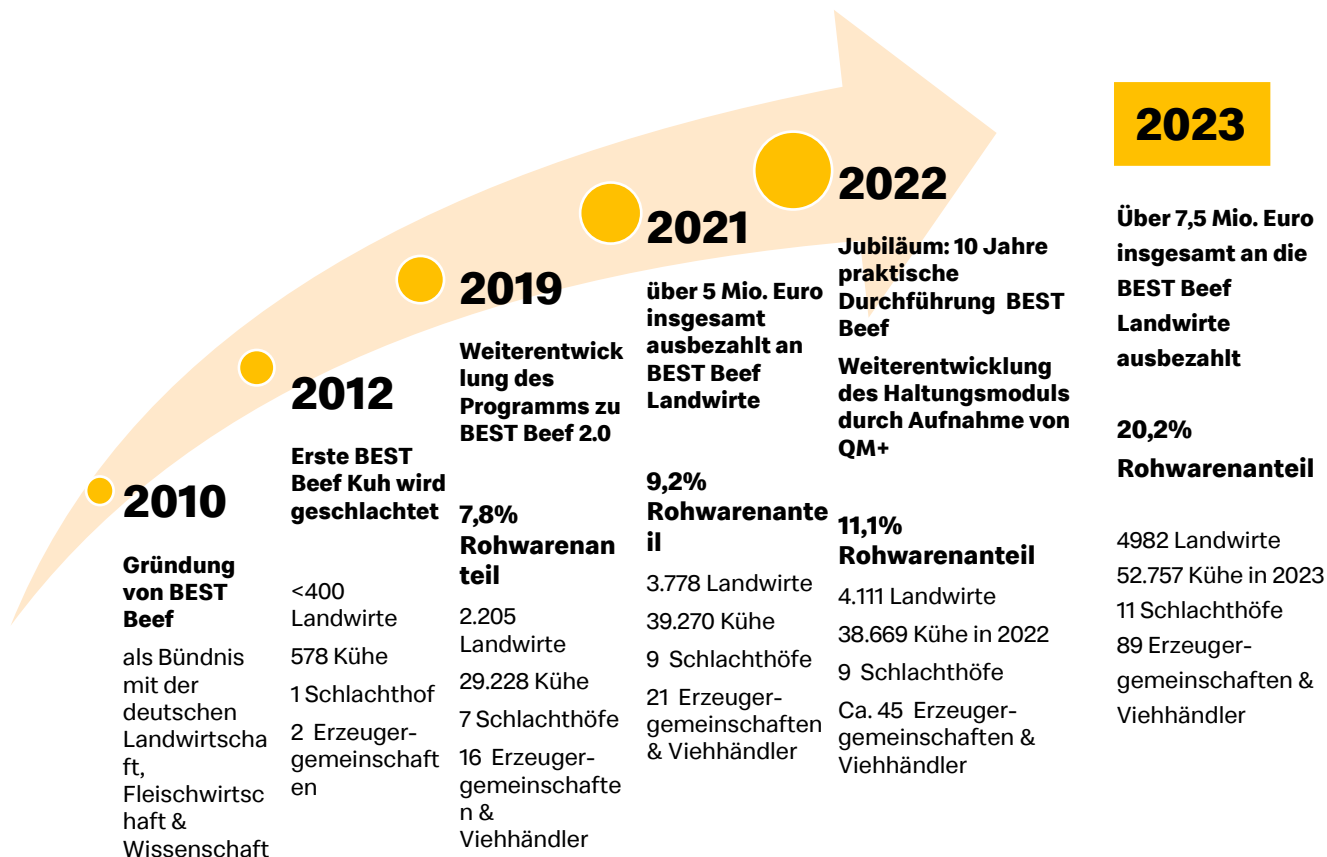 2010
Gründung
von BEST
Beef
als Bündnis
mit der
deutschen
Landwirtscha
ft,
Fleischwirtsc
haft &
Wissenschaft
2012
Erste BEST
Beef Kuh wird
geschlachtet
<400
Landwirte
578 Kühe
1 Schlachthof
2 Erzeuger-
gemeinschaft
en
2019
Weiterentwick
lung des
Programms zu
BEST Beef 2.0
7,8%
Rohwarenan
teil
2.205
Landwirte
29.228 Kühe
7 Schlachthöfe
16 Erzeuger-
gemeinschafte
n &
Viehhändler
2021
über 5 Mio. Euro
insgesamt
ausbezahlt an
BEST Beef
Landwirte
9,2%
Rohwarenante
il
3.778 Landwirte
39.270 Kühe
9 Schlachthöfe
21 Erzeuger-
gemeinschaften
& Viehhändler
2022
Jubiläum: 10 Jahre
praktische
Durchführung BEST
Beef
Weiterentwicklung
des Haltungsmoduls
durch Aufnahme von
QM+
11,1%
Rohwarenanteil
4.111 Landwirte
38.669 Kühe in 2022
9 Schlachthöfe
Ca. 45 Erzeuger-
gemeinschaften &
Viehhändler
2023
Über 7,5 Mio. Euro
insgesamt an die
BEST Beef
Landwirte
ausbezahlt
20,2%
Rohwarenanteil
4982 Landwirte
52.757 Kühe in 2023
11 Schlachthöfe
89 Erzeuger-
gemeinschaften &
Viehhändler